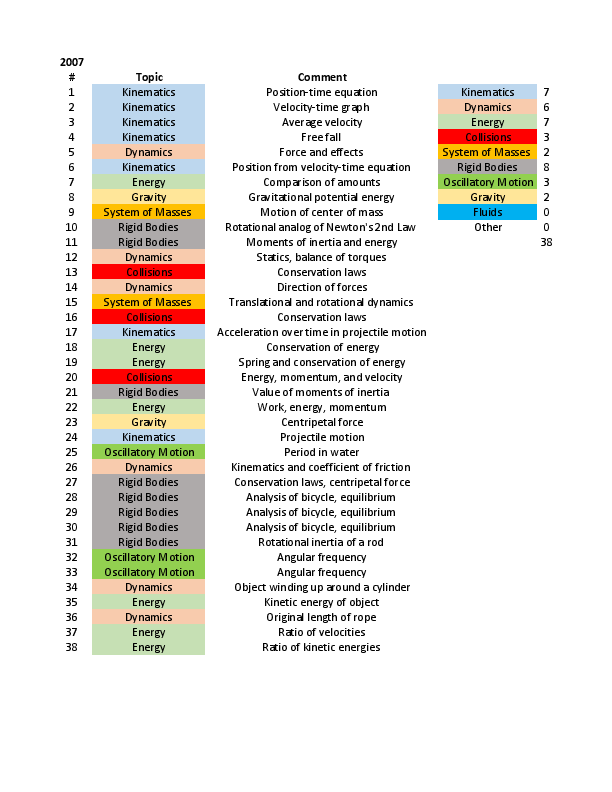 2007
# Topic Comment
1 Kinematics Position-time equation Kinematics 7
2 Kinematics Velocity-time graph Dynamics 6
3 Kinematics Average velocity Energy 7
4 Kinematics Free fall Collisions 3
5 Dynamics Force and effects System of Masses 2
6 Kinematics Position from velocity-time equation Rigid Bodies 8
7 Energy Comparison of amounts Oscillatory Motion 3
8 Gravity Gravitational potential energy Gravity 2
9 System of Masses Motion of center of mass Fluids 0
10 Rigid Bodies Rotational analog of Newton's 2nd Law Other 0
11 Rigid Bodies Moments of inertia and energy 38
12 Dynamics Statics, balance of torques
13 Collisions Conservation laws
14 Dynamics Direction of forces
15 System of Masses Translational and rotational dynamics
16 Collisions Conservation laws
17 Kinematics Acceleration over time in projectile motion
18 Energy Conservation of energy
19 Energy Spring and conservation of energy
20 Collisions Energy, momentum, and velocity
21 Rigid Bodies Value of moments of inertia
22 Energy Work, energy, momentum
23 Gravity Centripetal force
24 Kinematics Projectile motion
25 Oscillatory Motion Period in water
26 Dynamics Kinematics and coefficient of friction
27 Rigid Bodies Conservation laws, centripetal force
28 Rigid Bodies Analysis of bicycle, equilibrium
29 Rigid Bodies Analysis of bicycle, equilibrium
30 Rigid Bodies Analysis of bicycle, equilibrium
31 Rigid Bodies Rotational inertia of a rod
32 Oscillatory Motion Angular frequency
33 Oscillatory Motion Angular frequency
34 Dynamics Object winding up around a cylinder
35 Energy Kinetic energy of object
36 Dynamics Original length of rope
37 Energy Ratio of velocities
38 Energy Ratio of kinetic energies